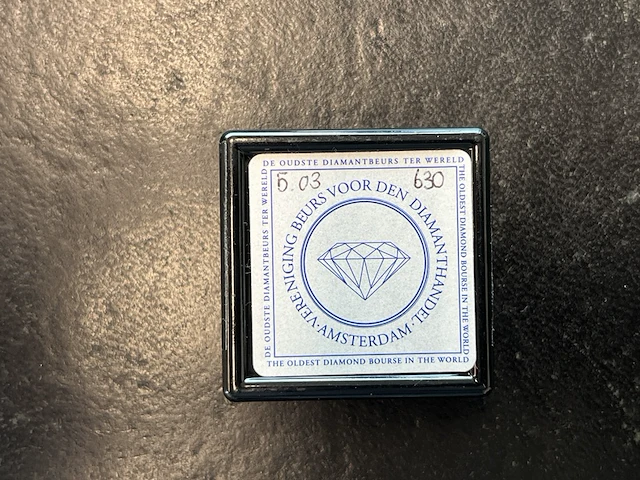 DE OUDSTE DIAMANTBEURS TER WERELD
5.03 630
VERENIGING BEURS VOOR DEN DIAMANTHANDEL
· AMSTERDAM ·
DE OUDSTE DIAMANTBEURS TER WERELD
THE OLDEST DIAMOND BOURSE IN THE WORLD
THE OLDEST DIAMOND BOURSE IN THE WORLD